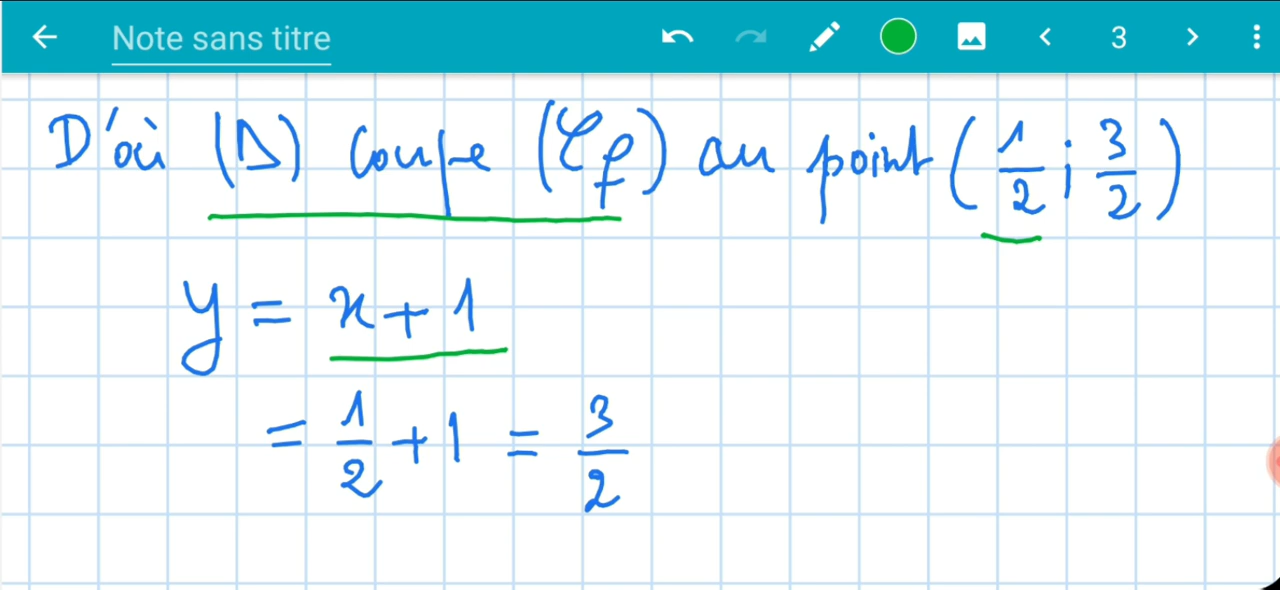 Note sans titre 3
D'où (Δ) coupe (𝒞f) au point (1/2 ; 3/2)
y = x + 1
= 1/2 + 1 = 3/2